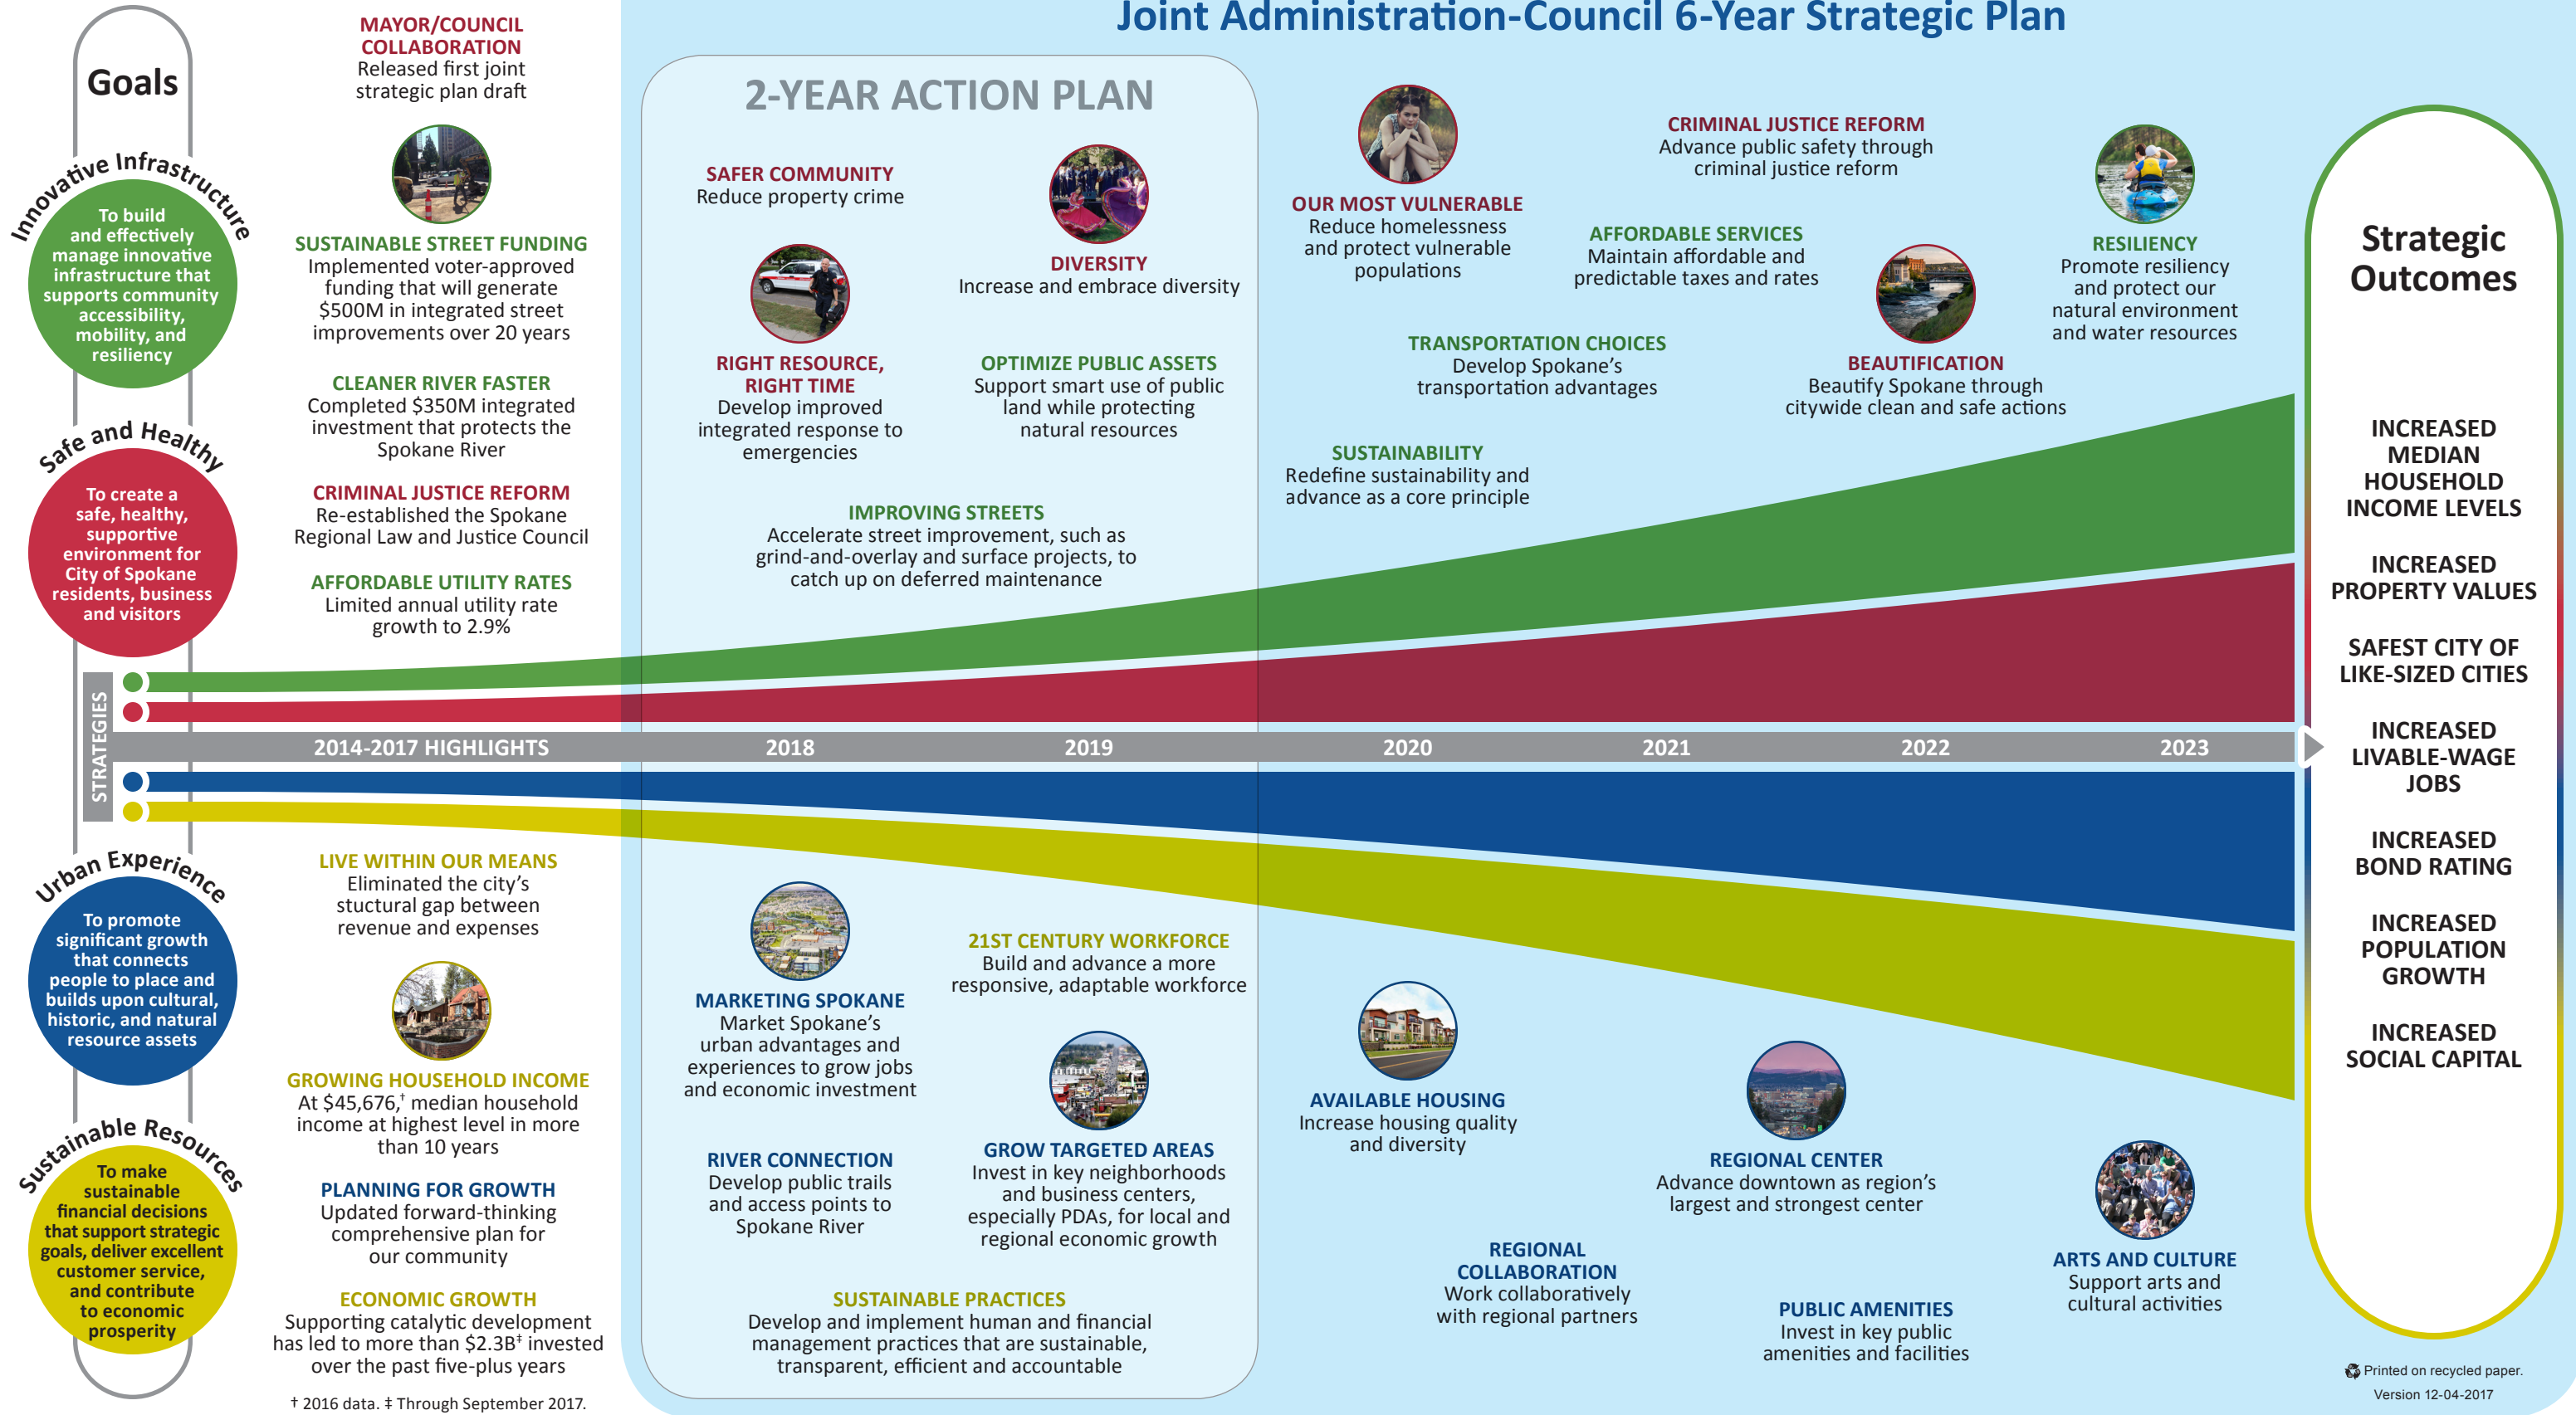 Joint Administration-Council 6-Year Strategic Plan
Goals
Innovative Infrastructure
To build
and effectively
manage innovative
infrastructure that
supports community
accessibility,
mobility, and
resiliency
Safe and Healthy
To create a
safe, healthy,
supportive
environment for
City of Spokane
residents, business
and visitors
STRATEGIES
Urban Experience
To promote
significant growth
that connects
people to place and
builds upon cultural,
historic, and natural
resource assets
Sustainable Resources
To make
sustainable
financial decisions
that support strategic
goals, deliver excellent
customer service,
and contribute
to economic
prosperity
MAYOR/COUNCIL
COLLABORATION
Released first joint
strategic plan draft
SUSTAINABLE STREET FUNDING
Implemented voter-approved
funding that will generate
$500M in integrated street
improvements over 20 years
CLEANER RIVER FASTER
Completed $350M integrated
investment that protects the
Spokane River
CRIMINAL JUSTICE REFORM
Re-established the Spokane
Regional Law and Justice Council
AFFORDABLE UTILITY RATES
Limited annual utility rate
growth to 2.9%
2-YEAR ACTION PLAN
SAFER COMMUNITY
Reduce property crime
RIGHT RESOURCE,
RIGHT TIME
Develop improved
integrated response to
emergencies
DIVERSITY
Increase and embrace diversity
OPTIMIZE PUBLIC ASSETS
Support smart use of public
land while protecting
natural resources
IMPROVING STREETS
Accelerate street improvement, such as
grind-and-overlay and surface projects, to
catch up on deferred maintenance
OUR MOST VULNERABLE
Reduce homelessness
and protect vulnerable
populations
CRIMINAL JUSTICE REFORM
Advance public safety through
criminal justice reform
AFFORDABLE SERVICES
Maintain affordable and
predictable taxes and rates
TRANSPORTATION CHOICES
Develop Spokane's
transportation advantages
SUSTAINABILITY
Redefine sustainability and
advance as a core principle
BEAUTIFICATION
Beautify Spokane through
citywide clean and safe actions
RESILIENCY
Promote resiliency
and protect our
natural environment
and water resources
2014-2017 HIGHLIGHTS 2018 2019 2020 2021 2022 2023
LIVE WITHIN OUR MEANS
Eliminated the city's
stuctural gap between
revenue and expenses
GROWING HOUSEHOLD INCOME
At $45,676,† median household
income at highest level in more
than 10 years
PLANNING FOR GROWTH
Updated forward-thinking
comprehensive plan for
our community
ECONOMIC GROWTH
Supporting catalytic development
has led to more than $2.3B‡ invested
over the past five-plus years
† 2016 data. ‡ Through September 2017.
MARKETING SPOKANE
Market Spokane's
urban advantages and
experiences to grow jobs
and economic investment
RIVER CONNECTION
Develop public trails
and access points to
Spokane River
21ST CENTURY WORKFORCE
Build and advance a more
responsive, adaptable workforce
GROW TARGETED AREAS
Invest in key neighborhoods
and business centers,
especially PDAs, for local and
regional economic growth
SUSTAINABLE PRACTICES
Develop and implement human and financial
management practices that are sustainable,
transparent, efficient and accountable
AVAILABLE HOUSING
Increase housing quality
and diversity
REGIONAL
COLLABORATION
Work collaboratively
with regional partners
REGIONAL CENTER
Advance downtown as region's
largest and strongest center
PUBLIC AMENITIES
Invest in key public
amenities and facilities
ARTS AND CULTURE
Support arts and
cultural activities
Strategic
Outcomes
INCREASED
MEDIAN
HOUSEHOLD
INCOME LEVELS
INCREASED
PROPERTY VALUES
SAFEST CITY OF
LIKE-SIZED CITIES
INCREASED
LIVABLE-WAGE
JOBS
INCREASED
BOND RATING
INCREASED
POPULATION
GROWTH
INCREASED
SOCIAL CAPITAL
Printed on recycled paper.
Version 12-04-2017